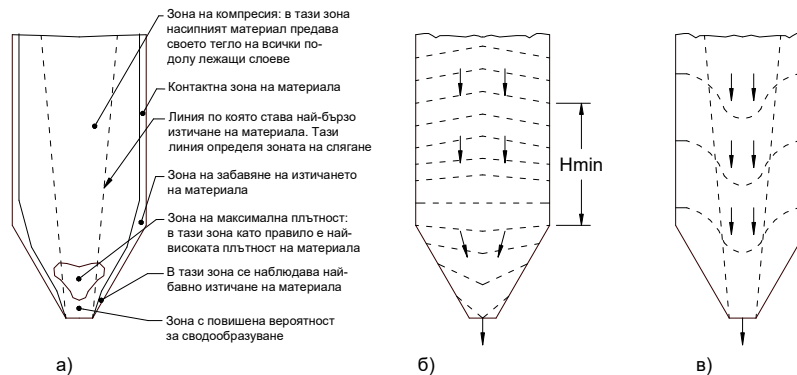 Зона на компресия: в тази зона
насипният материал предава
своето тегло на всички по-
долу лежащи слоеве
Контактна зона на материала
Линия по която става най-бързо
изтичане на материала. Тази
линия определя зоната на слягане
Зона на забавяне на изтичането
на материала
Зона на максимална плътност:
в тази зона като правило е най-
високата плътност на материала
В тази зона се наблюдава най-
бавно изтичане на материала
Зона с повишена вероятност
за сводообразуване
Hmin
а)
б)
в)